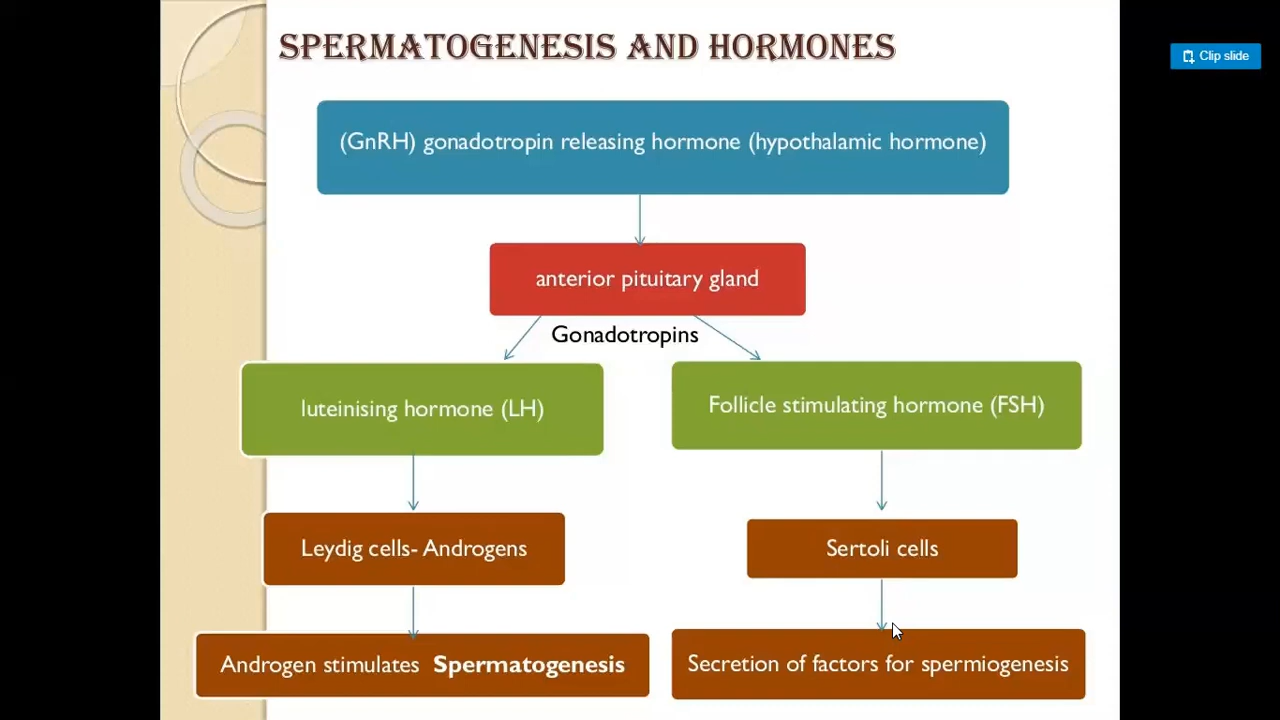 SPERMATOGENESIS AND HORMONES
Clip slide
(GnRH) gonadotropin releasing hormone (hypothalamic hormone)
anterior pituitary gland
Gonadotropins
luteinising hormone (LH)
Follicle stimulating hormone (FSH)
Leydig cells- Androgens
Sertoli cells
Androgen stimulates Spermatogenesis
Secretion of factors for spermiogenesis